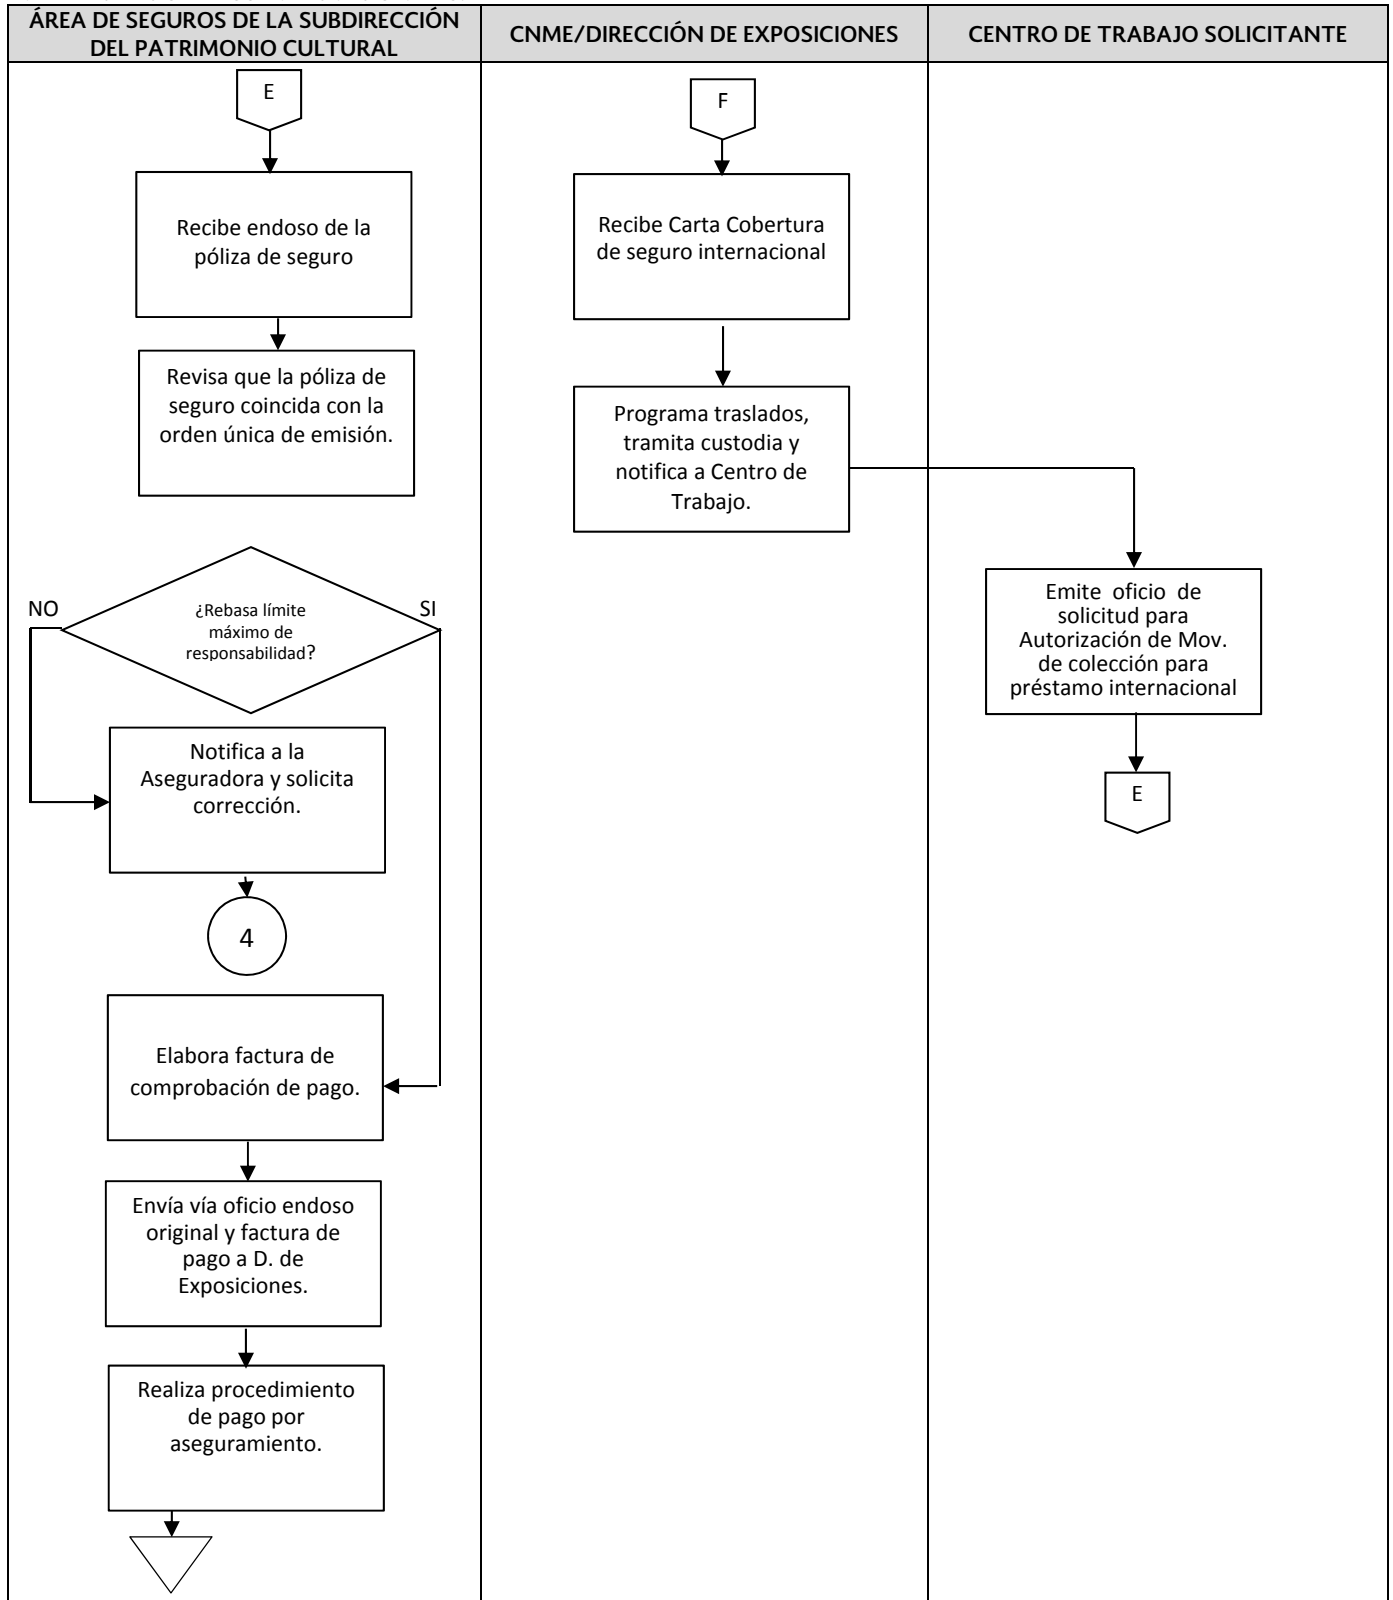 ÁREA DE SEGUROS DE LA SUBDIRECCIÓN
DEL PATRIMONIO CULTURAL
CNME/DIRECCIÓN DE EXPOSICIONES
CENTRO DE TRABAJO SOLICITANTE
E
Recibe endoso de la
póliza de seguro
Revisa que la póliza de
seguro coincida con la
orden única de emisión.
NO
¿Rebasa límite
máximo de
responsabilidad?
SI
Notifica a la
Aseguradora y solicita
corrección.
4
Elabora factura de
comprobación de pago.
Envía vía oficio endoso
original y factura de
pago a D. de
Exposiciones.
Realiza procedimiento
de pago por
aseguramiento.
F
Recibe Carta Cobertura
de seguro internacional
Programa traslados,
tramita custodia y
notifica a Centro de
Trabajo.
Emite oficio de
solicitud para
Autorización de Mov.
de colección para
préstamo internacional
E